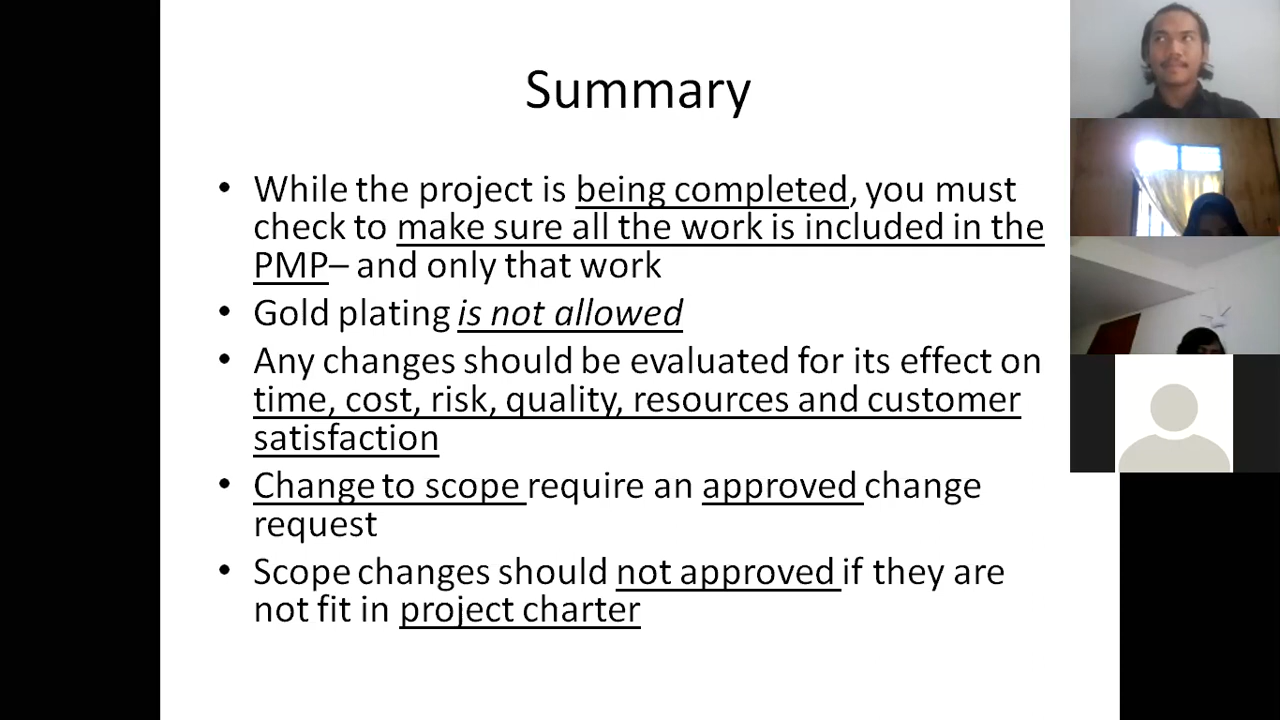 Summary
• While the project is being completed, you must
check to make sure all the work is included in the
PMP– and only that work
• Gold plating is not allowed
• Any changes should be evaluated for its effect on
time, cost, risk, quality, resources and customer
satisfaction
• Change to scope require an approved change
request
• Scope changes should not approved if they are
not fit in project charter